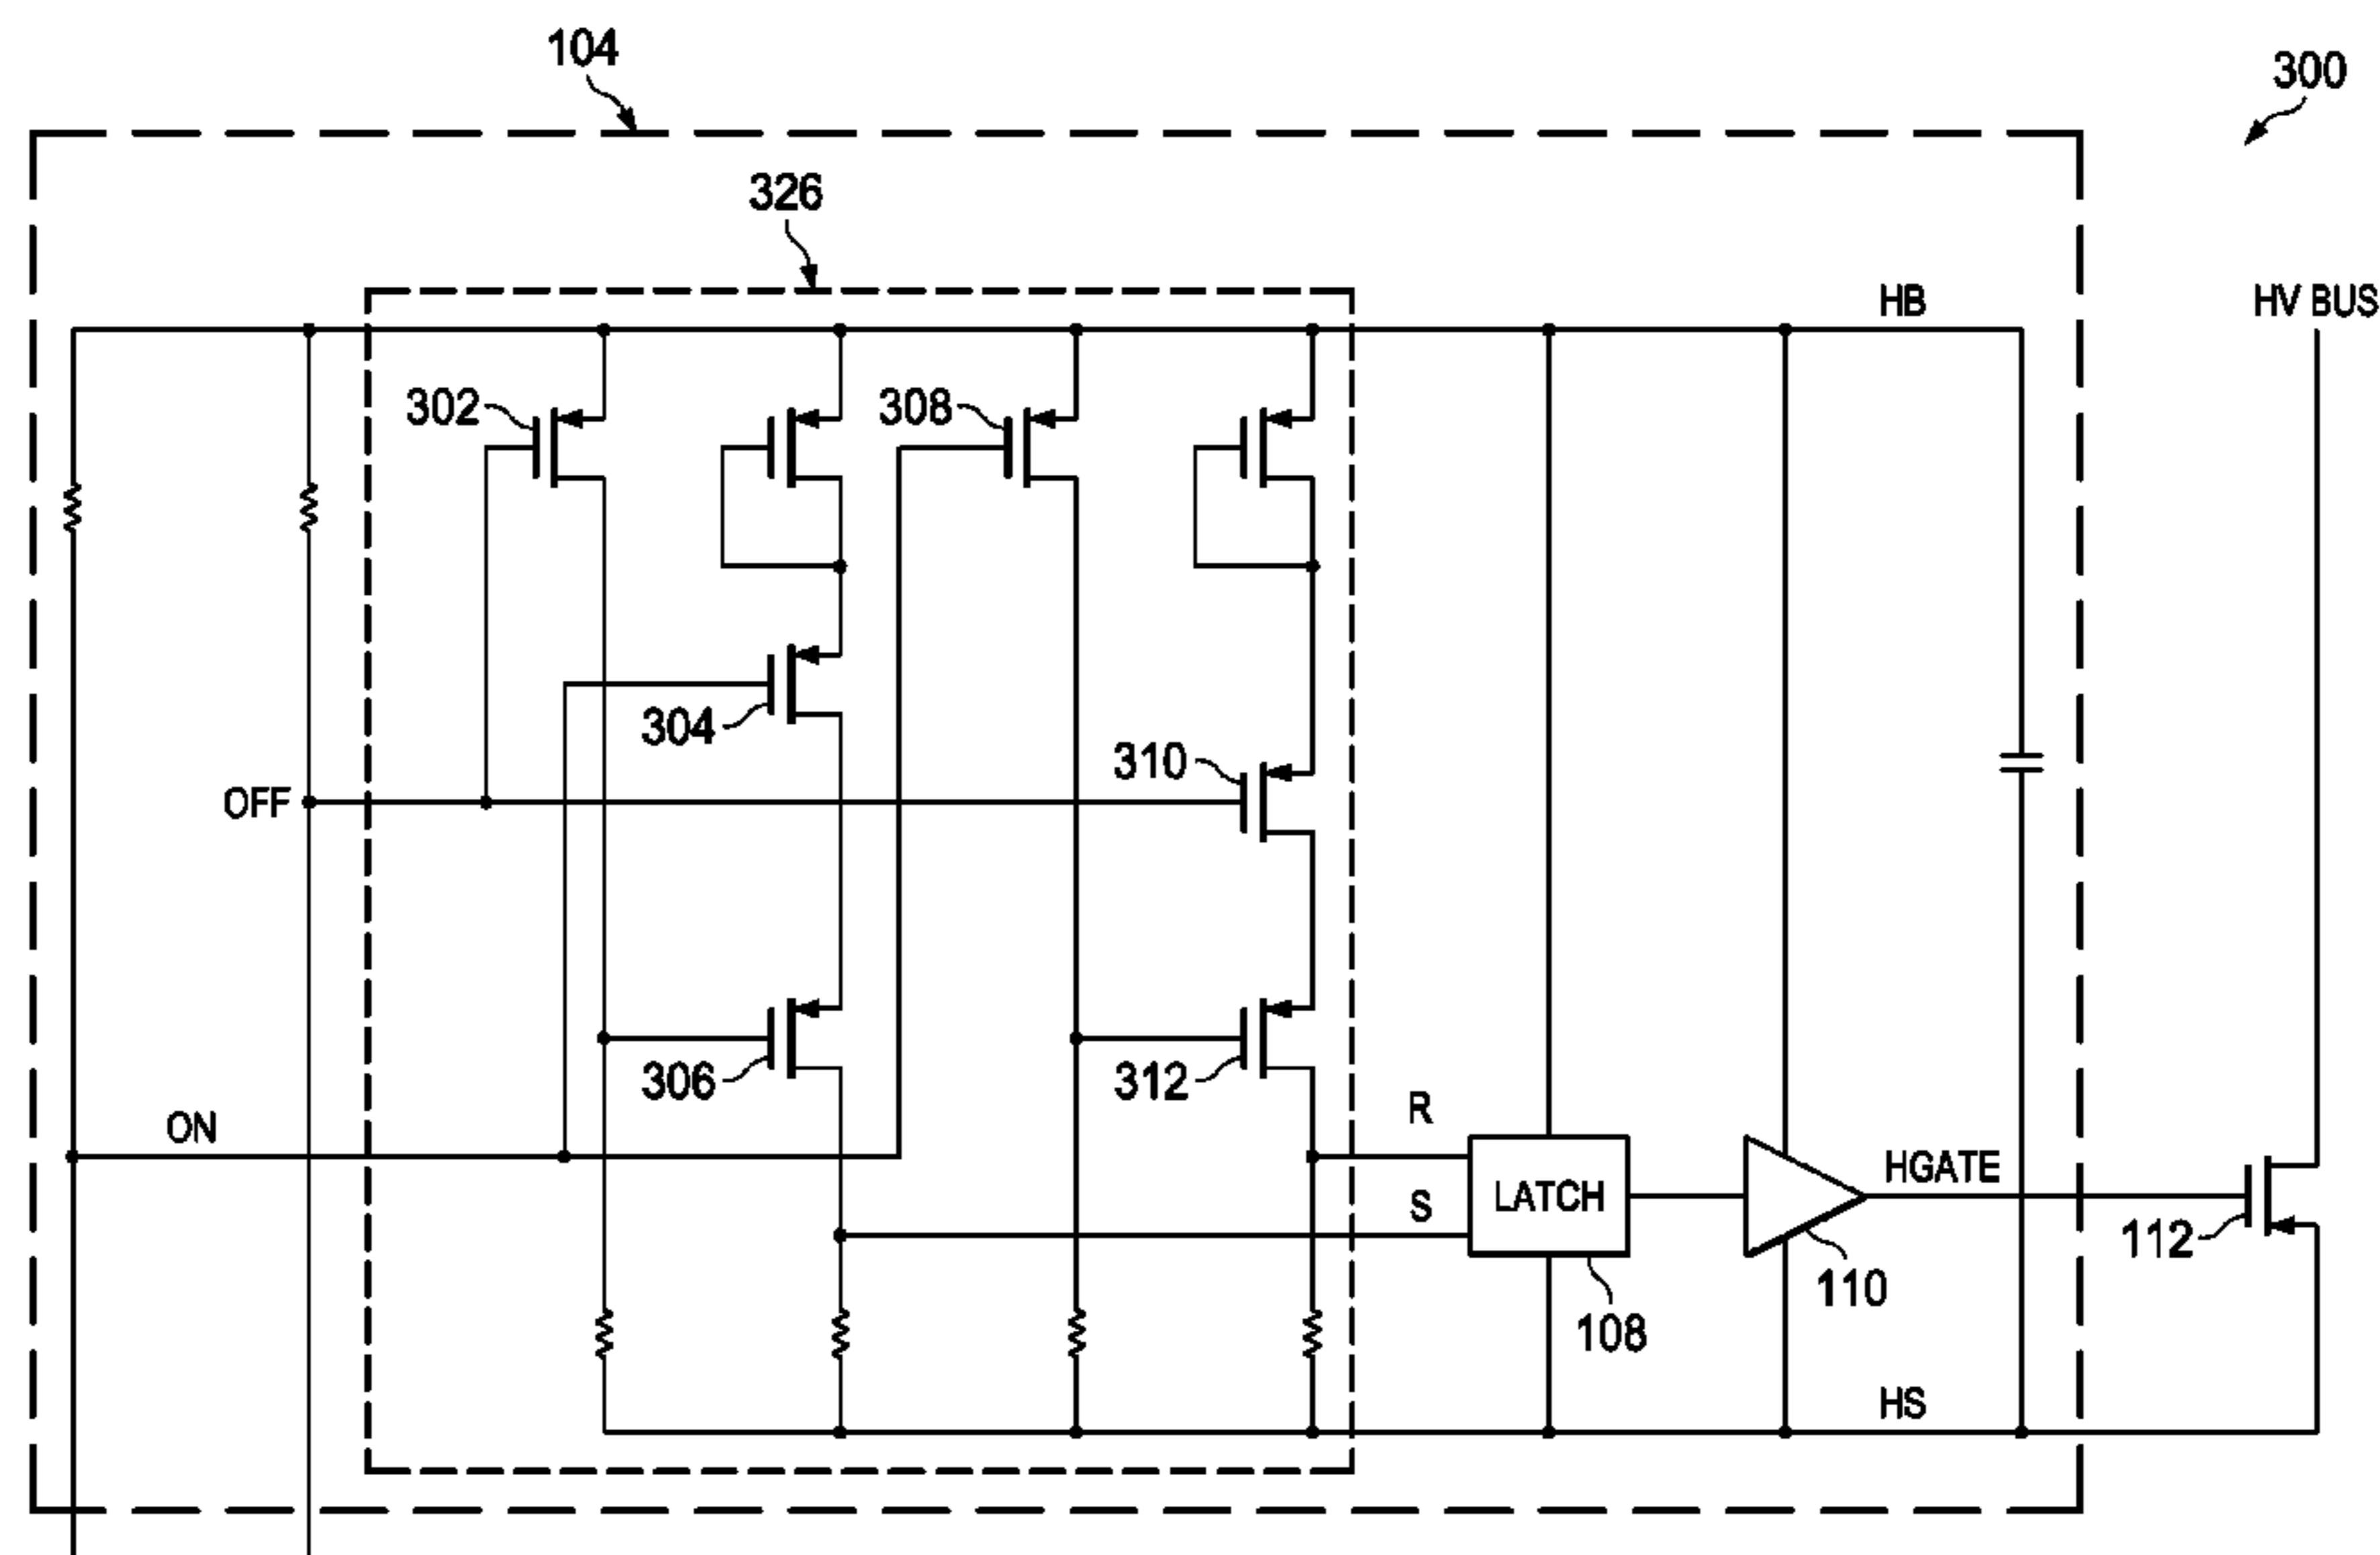 104
300
326
HB
HV BUS
302
308
304
310
OFF
306
312
ON
R
S
LATCH
HGATE
112
110
108
HS